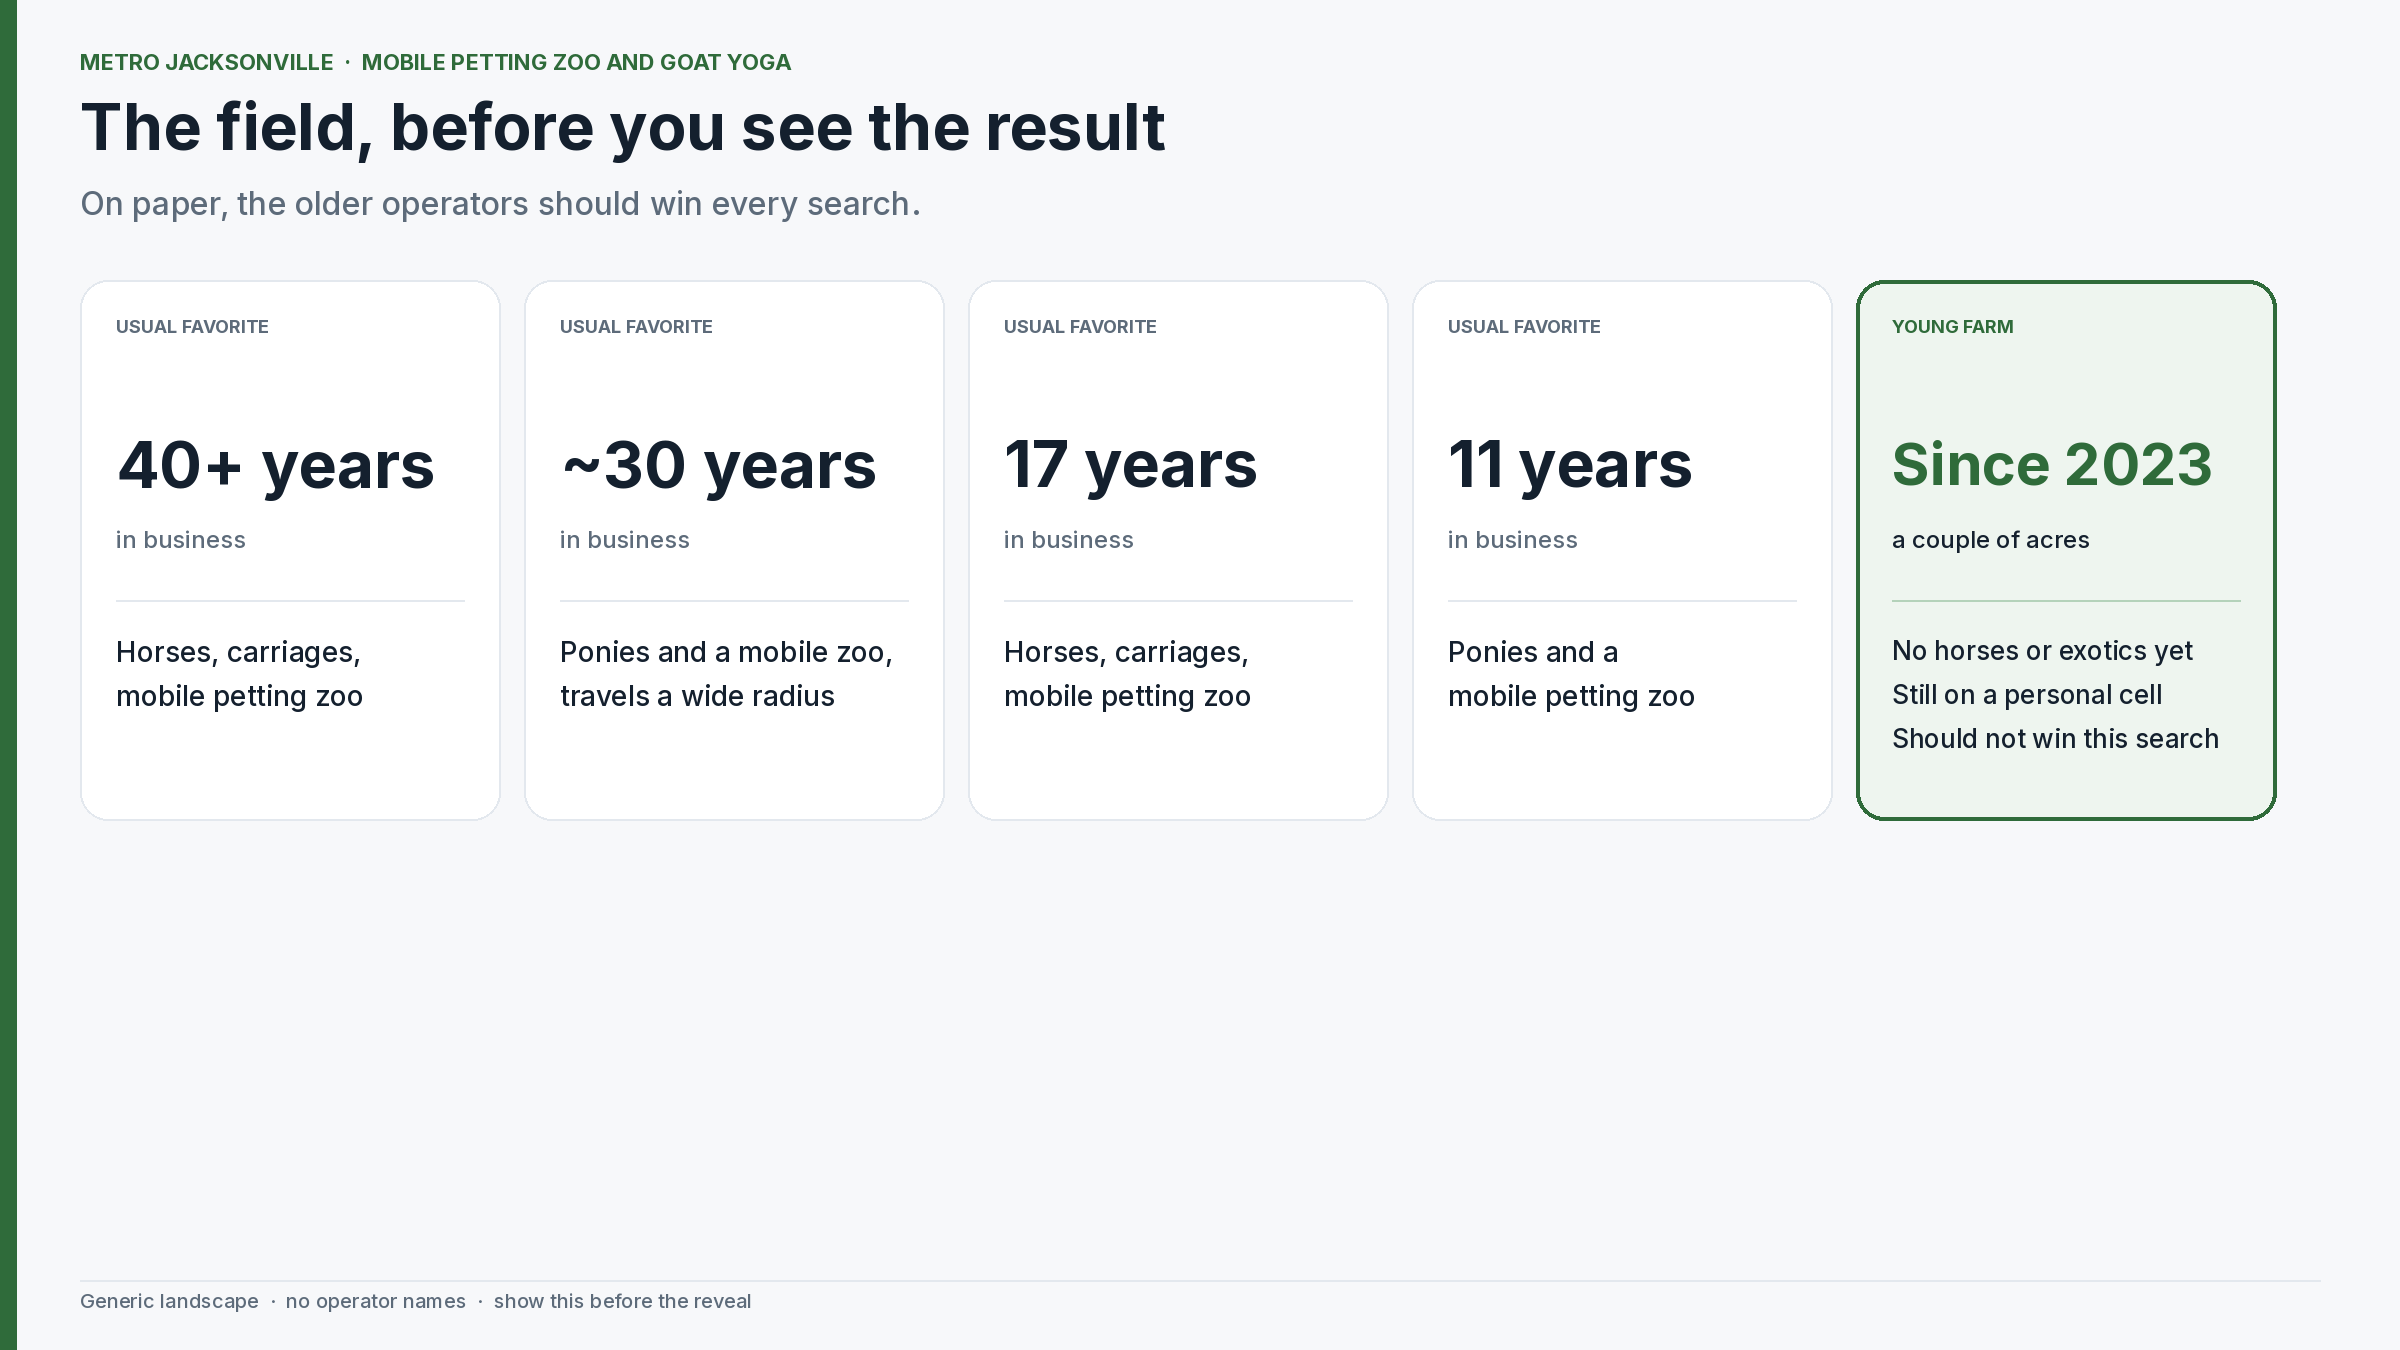 METRO JACKSONVILLE · MOBILE PETTING ZOO AND GOAT YOGA
The field, before you see the result
On paper, the older operators should win every search.
USUAL FAVORITE
40+ years
in business
Horses, carriages,
mobile petting zoo
USUAL FAVORITE
~30 years
in business
Ponies and a mobile zoo,
travels a wide radius
USUAL FAVORITE
17 years
in business
Horses, carriages,
mobile petting zoo
USUAL FAVORITE
11 years
in business
Ponies and a
mobile petting zoo
YOUNG FARM
Since 2023
a couple of acres
No horses or exotics yet
Still on a personal cell
Should not win this search
Generic landscape · no operator names · show this before the reveal